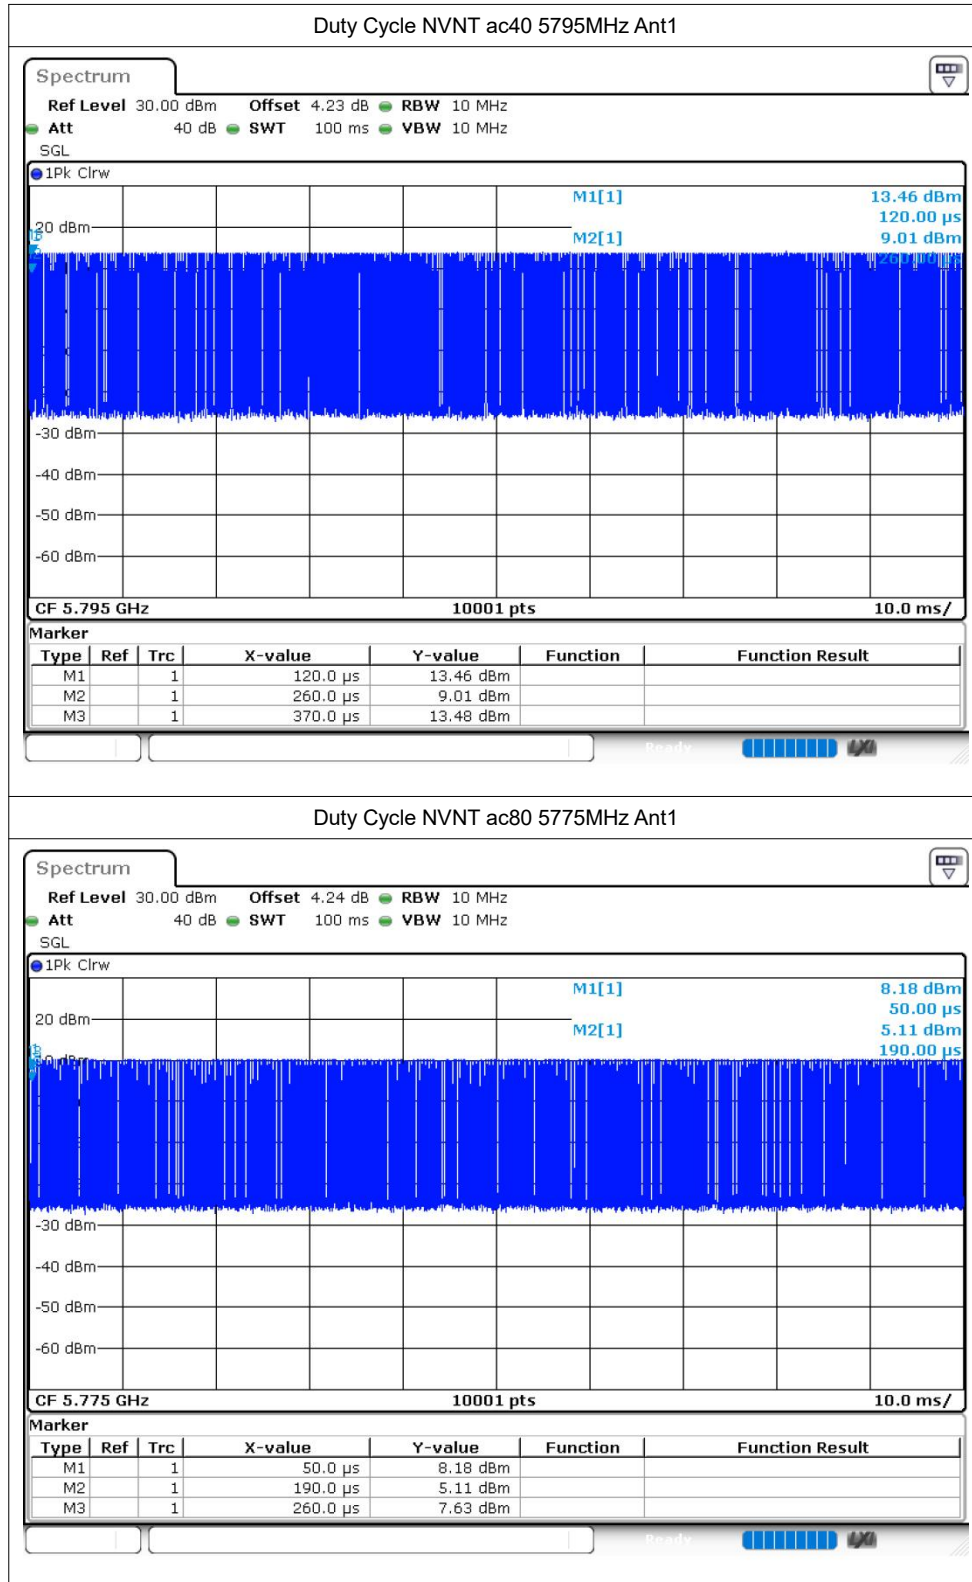 Duty Cycle NVNT ac40 5795MHz Ant1
Spectrum
Ref Level 30.00 dBm Offset 4.23 dB RBW 10 MHz
Att 40 dB SWT 100 ms VBW 10 MHz
SGL
1Pk Clrw
M1[1] 13.46 dBm
120.00 µs
20 dBm
M2[1] 9.01 dBm
260.00 µs
-30 dBm
-40 dBm
-50 dBm
-60 dBm
CF 5.795 GHz 10001 pts 10.0 ms/
Marker
Type Ref Trc X-value Y-value Function Function Result
M1 1 120.0 µs 13.46 dBm
M2 1 260.0 µs 9.01 dBm
M3 1 370.0 µs 13.48 dBm
Ready LXI
Duty Cycle NVNT ac80 5775MHz Ant1
Spectrum
Ref Level 30.00 dBm Offset 4.24 dB RBW 10 MHz
Att 40 dB SWT 100 ms VBW 10 MHz
SGL
1Pk Clrw
M1[1] 8.18 dBm
50.00 µs
20 dBm
M2[1] 5.11 dBm
190.00 µs
-30 dBm
-40 dBm
-50 dBm
-60 dBm
CF 5.775 GHz 10001 pts 10.0 ms/
Marker
Type Ref Trc X-value Y-value Function Function Result
M1 1 50.0 µs 8.18 dBm
M2 1 190.0 µs 5.11 dBm
M3 1 260.0 µs 7.63 dBm
Ready LXI